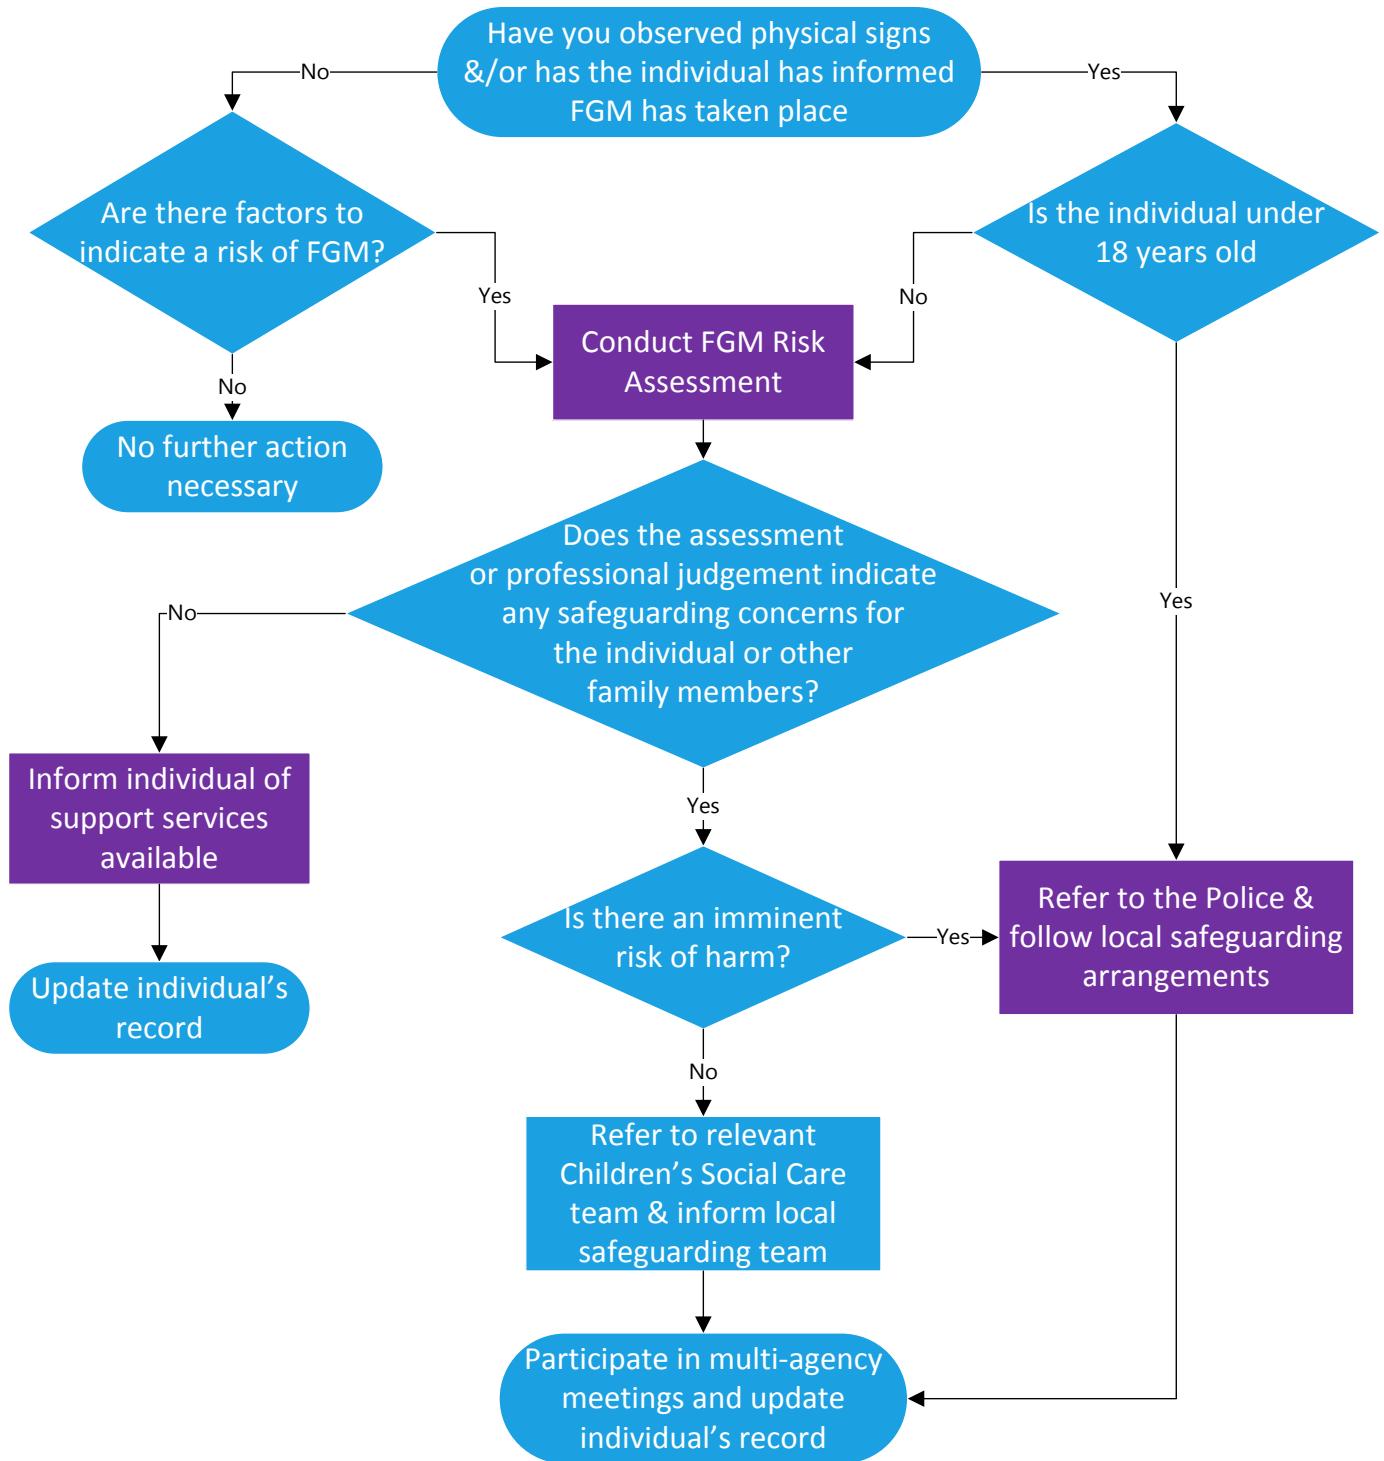 Have you observed physical signs
&/or has the individual has informed
FGM has taken place
No
Yes
Are there factors to
indicate a risk of FGM?
Is the individual under
18 years old
Yes
No
Conduct FGM Risk
Assessment
No
No further action
necessary
Does the assessment
or professional judgement indicate
any safeguarding concerns for
the individual or other
family members?
No
Yes
Inform individual of
support services
available
Yes
Is there an imminent
risk of harm?
Yes
Refer to the Police &
follow local safeguarding
arrangements
Update individual’s
record
No
Refer to relevant
Children’s Social Care
team & inform local
safeguarding team
Participate in multi-agency
meetings and update
individual’s record